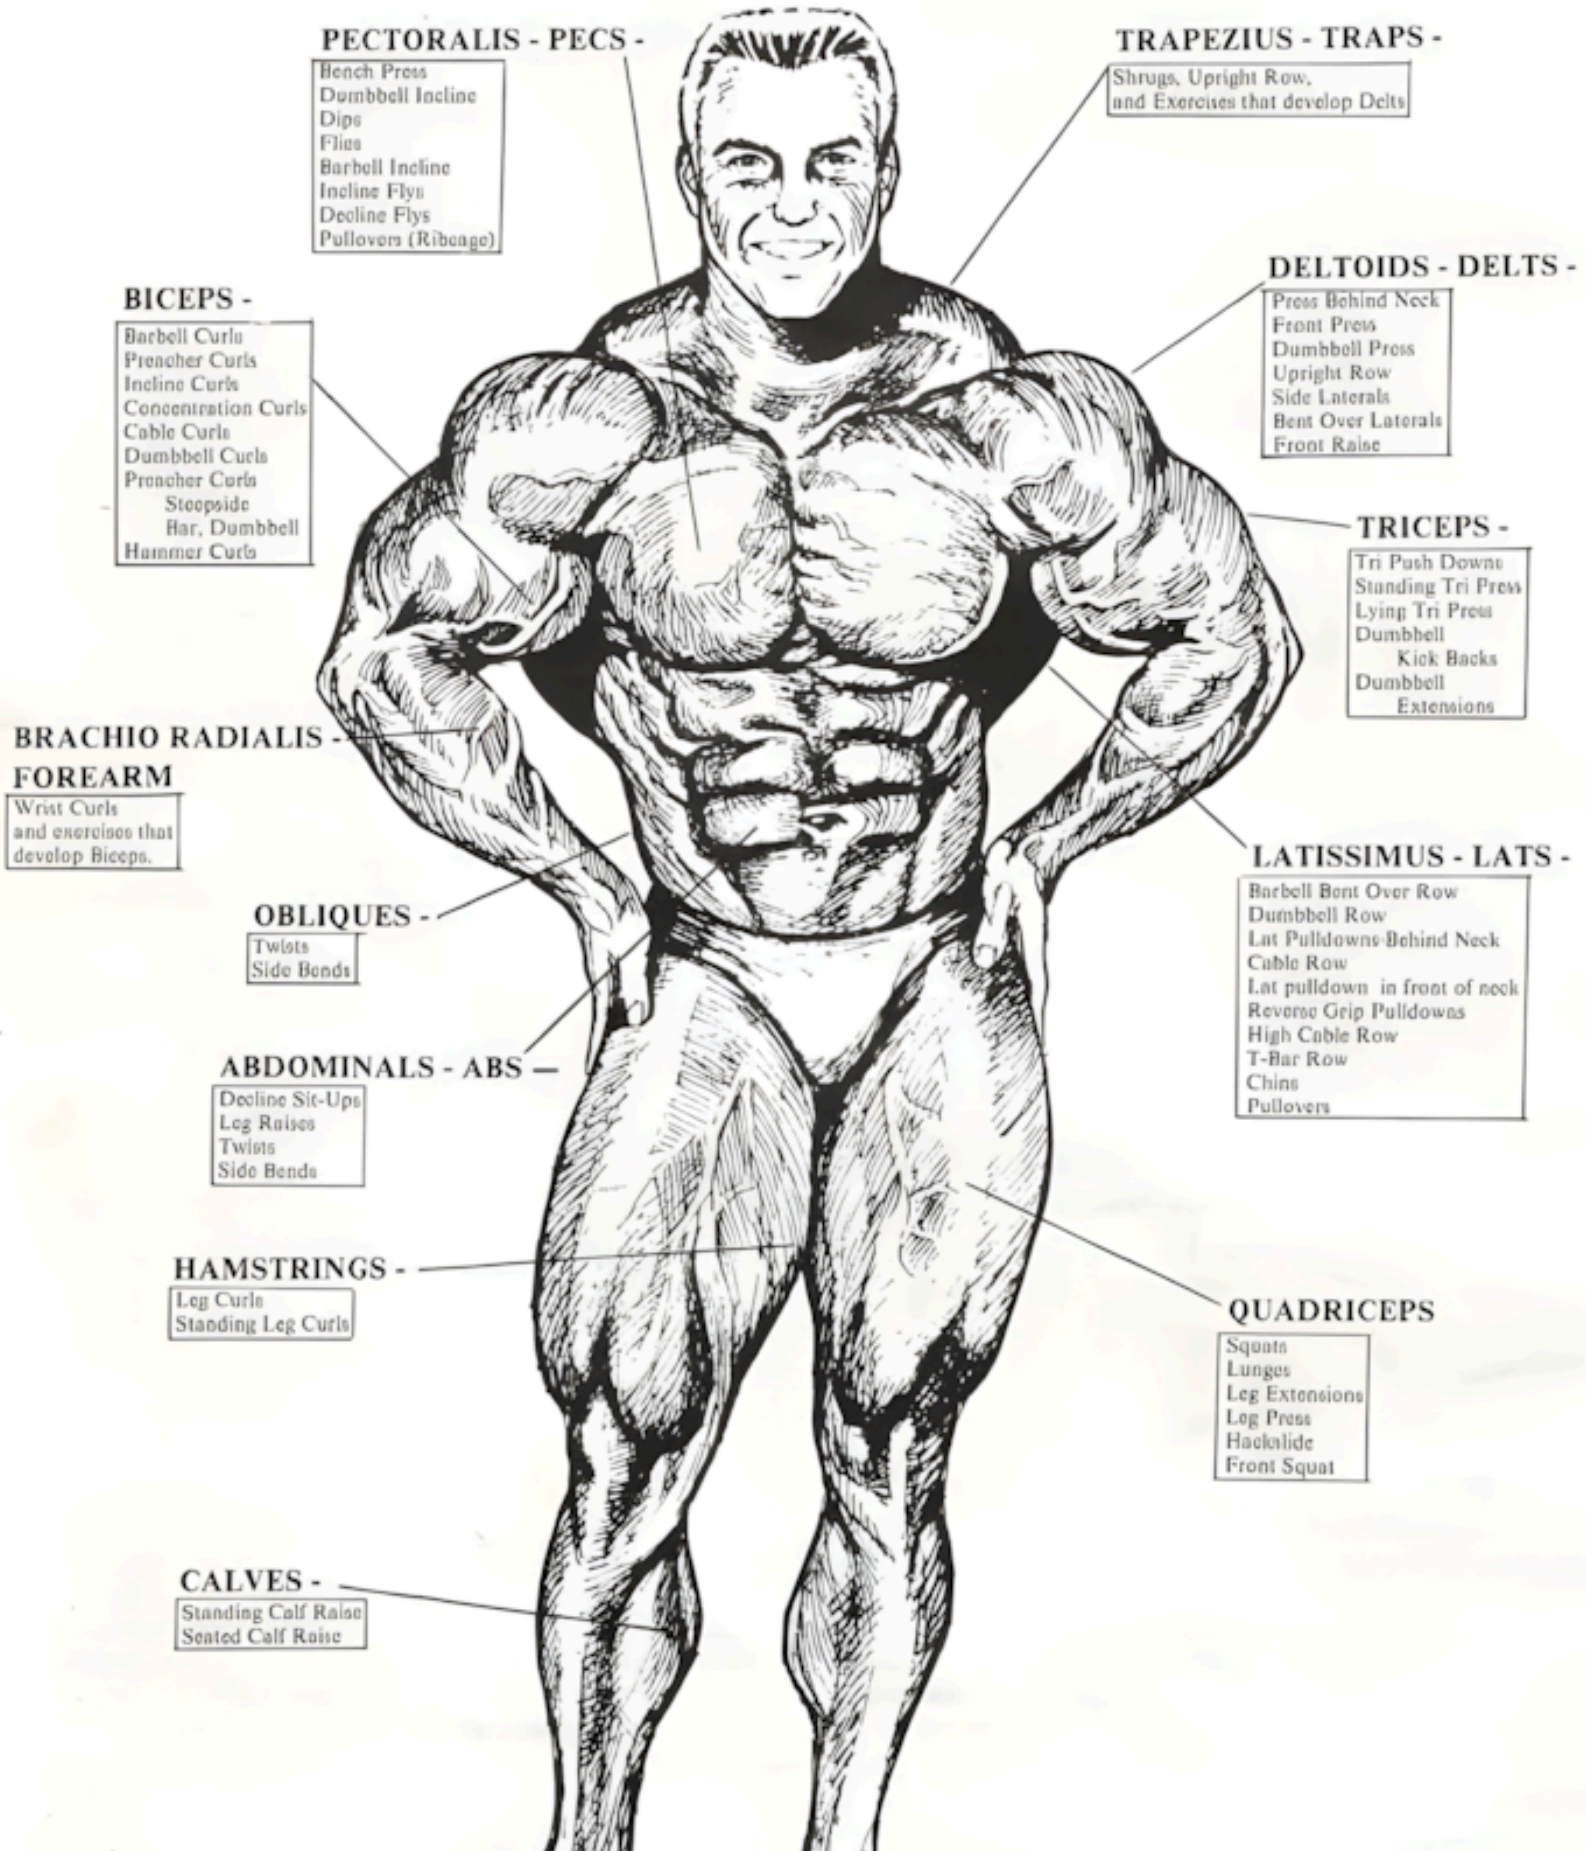 PECTORALIS - PECS -
Bench Press
Dumbbell Incline
Dips
Flies
Barbell Incline
Incline Flys
Decline Flys
Pullovers (Ribcage)
TRAPEZIUS - TRAPS -
Shrugs, Upright Row,
and Exercises that develop Delts
BICEPS -
Barbell Curls
Preacher Curls
Incline Curls
Concentration Curls
Cable Curls
Dumbbell Curls
Preacher Curls
Steepside
Bar, Dumbbell
Hammer Curls
DELTOIDS - DELTS -
Press Behind Neck
Front Press
Dumbbell Press
Upright Row
Side Laterals
Bent Over Laterals
Front Raise
TRICEPS -
Tri Push Downs
Standing Tri Press
Lying Tri Press
Dumbbell
Kick Backs
Dumbbell
Extensions
BRACHIO RADIALIS -
FOREARM
Wrist Curls
and exercises that
develop Biceps.
OBLIQUES -
Twists
Side Bends
LATISSIMUS - LATS -
Barbell Bent Over Row
Dumbbell Row
Lat Pulldowns-Behind Neck
Cable Row
Lat pulldown in front of neck
Reverse Grip Pulldowns
High Cable Row
T-Bar Row
Chins
Pullovers
ABDOMINALS - ABS —
Decline Sit-Ups
Leg Raises
Twists
Side Bends
HAMSTRINGS -
Leg Curls
Standing Leg Curls
QUADRICEPS
Squats
Lunges
Leg Extensions
Leg Press
Hackslide
Front Squat
CALVES -
Standing Calf Raise
Seated Calf Raise